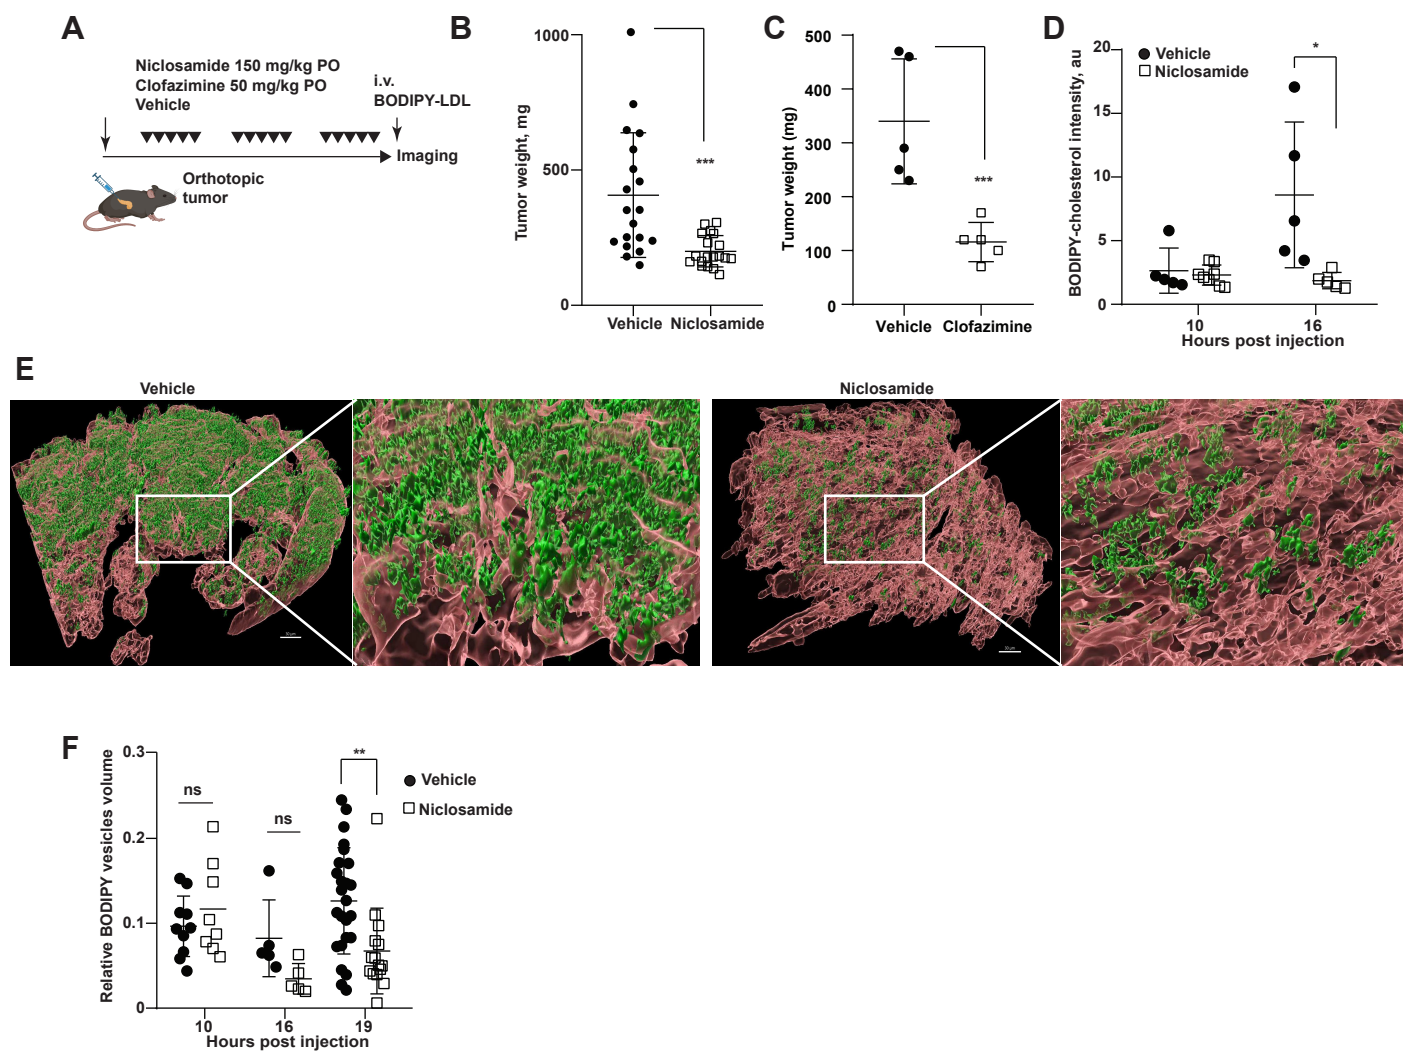 A
Niclosamide 150 mg/kg PO
Clofazimine 50 mg/kg PO
Vehicle
i.v.
BODIPY-LDL
Imaging
Orthotopic
tumor
B
Tumor weight, mg
1000
500
0
***
Vehicle
Niclosamide
C
Tumor weight (mg)
500
400
300
200
100
0
***
Vehicle
Clofazimine
D
BODIPY-cholesterol intensity, au
20
15
10
5
0
Vehicle
Niclosamide
*
10
16
Hours post injection
E
Vehicle
Niclosamide
F
Relative BODIPY vesicles volume
0.3
0.2
0.1
0
ns
ns
**
Vehicle
Niclosamide
10
16
19
Hours post injection